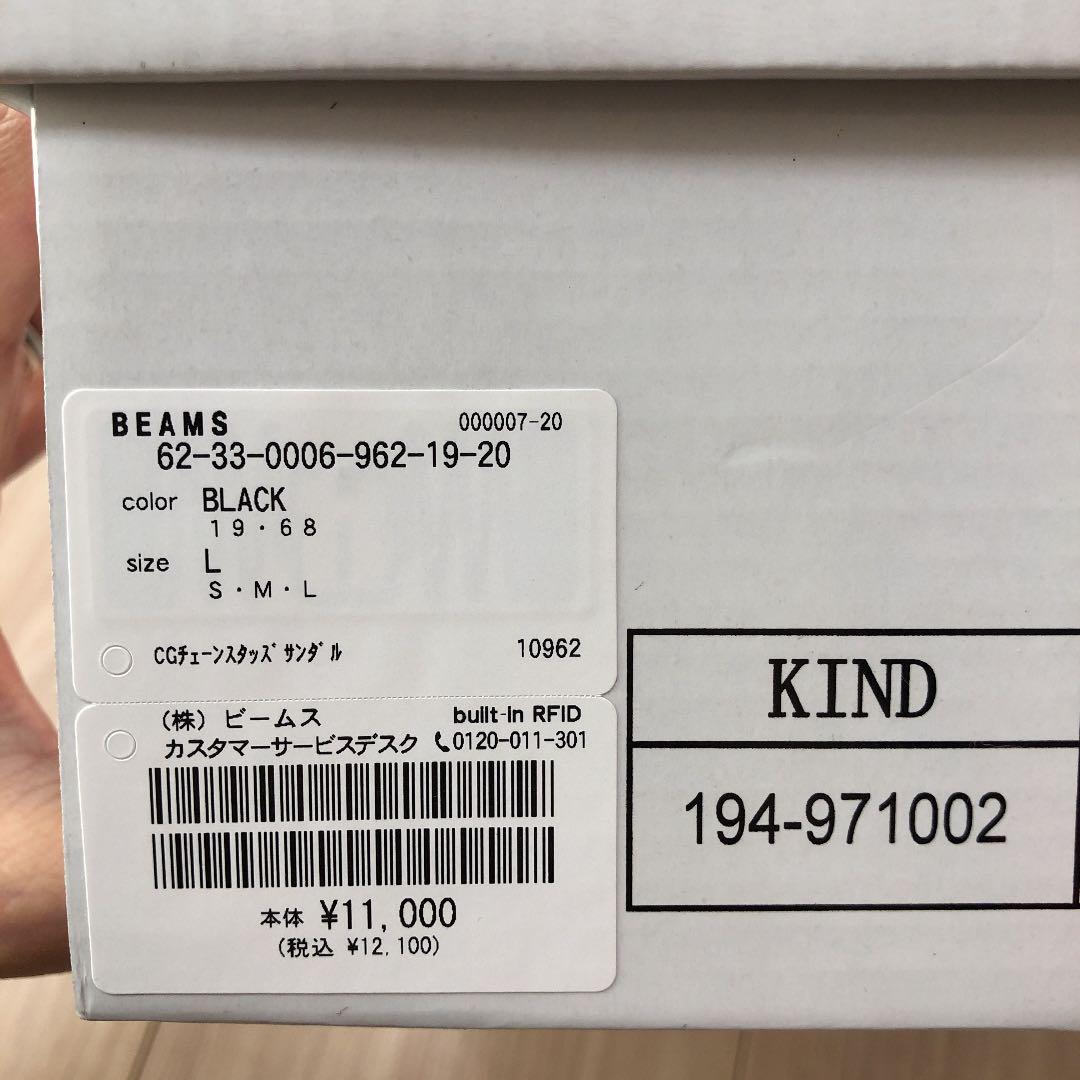 BEAMS 000007-20
62-33-0006-962-19-20
color BLACK
19・68
size L
S・M・L
CGﾁｪｰﾝｽﾀｯｽﾞｻﾝﾀﾞﾙ 10962
(株) ビームス built-in RFID
カスタマーサービスデスク 0120-011-301
本体 ¥11,000
(税込 ¥12,100)
KIND
194-971002